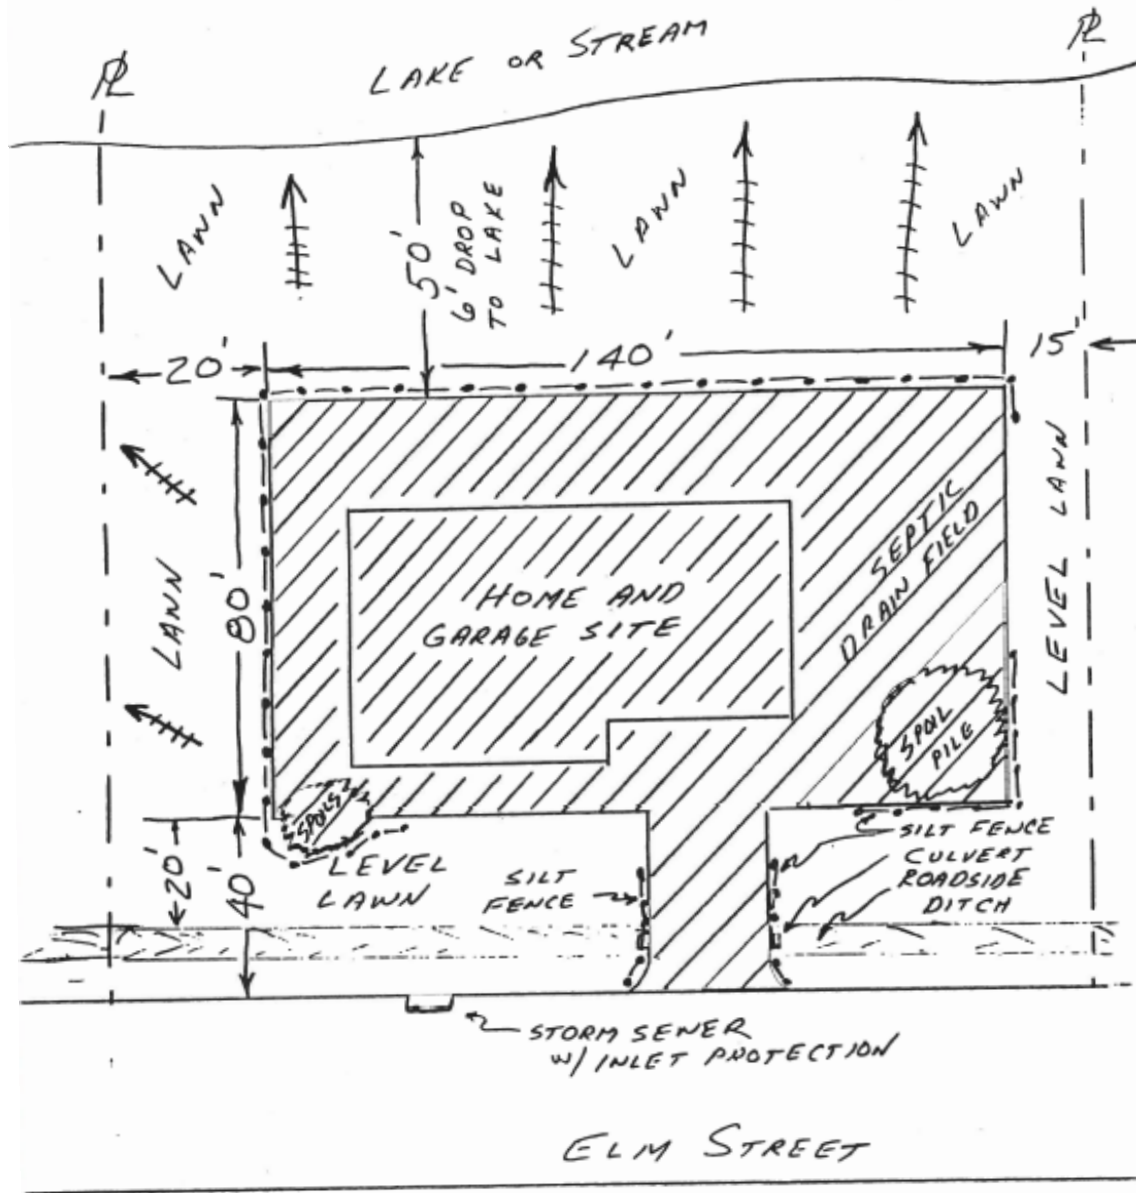 PL
PL
LAKE OR STREAM
LAWN
50'
6' DROP
TO LAKE
LAWN
LAWN
20'
140'
15'
80'
LAWN
HOME AND
GARAGE SITE
SEPTIC
DRAIN FIELD
LEVEL LAWN
SPOIL
PILE
SPOILS
20'
40'
LEVEL
LAWN
SILT
FENCE
SILT FENCE
CULVERT
ROADSIDE
DITCH
STORM SEWER
W/ INLET PROTECTION
ELM STREET